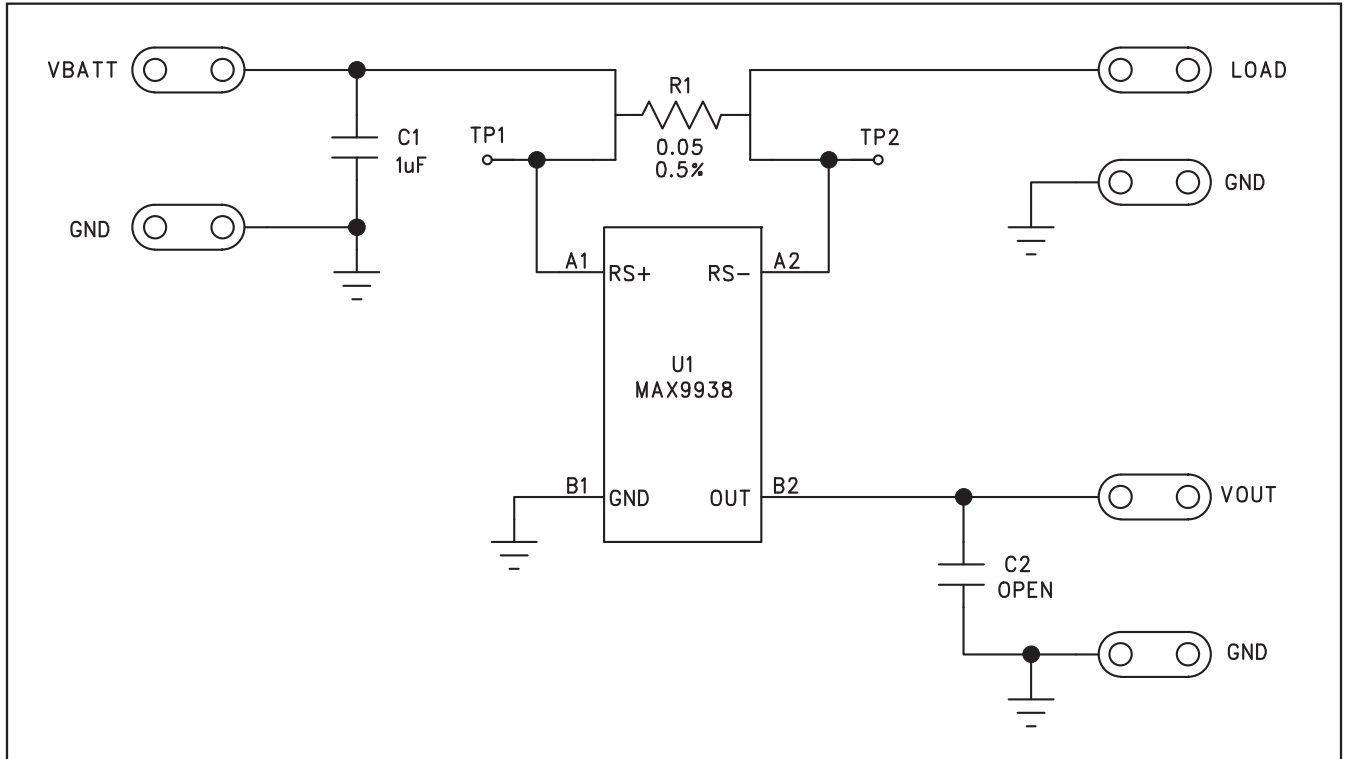 VBATT
LOAD
R1
TP1
TP2
C1
1uF
0.05
0.5%
GND
GND
A1
RS+
RS-
A2
U1
MAX9938
B1
GND
OUT
B2
VOUT
C2
OPEN
GND